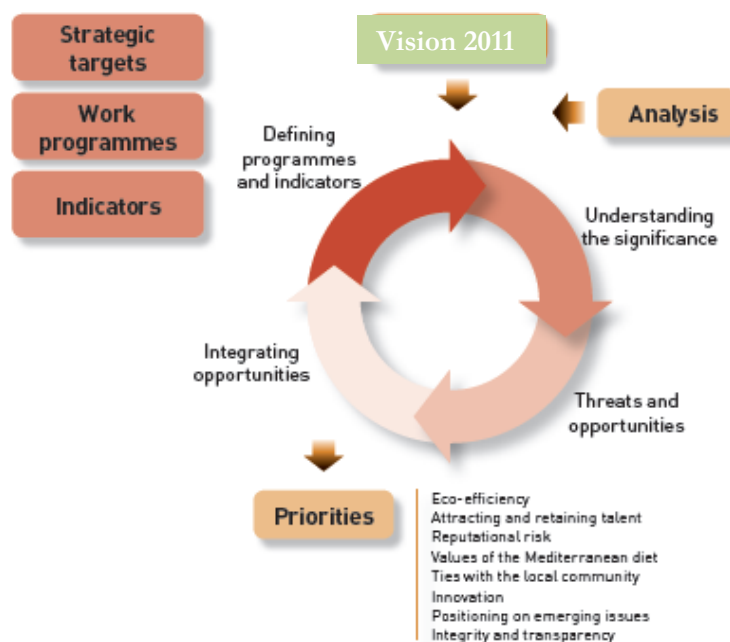 Strategic
targets
Work
programmes
Indicators
Vision 2011
Analysis
Defining
programmes
and indicators
Understanding
the significance
Integrating
opportunities
Threats and
opportunities
Priorities
Eco-efficiency
Attracting and retaining talent
Reputational risk
Values of the Mediterranean diet
Ties with the local community
Innovation
Positioning on emerging issues
Integrity and transparency